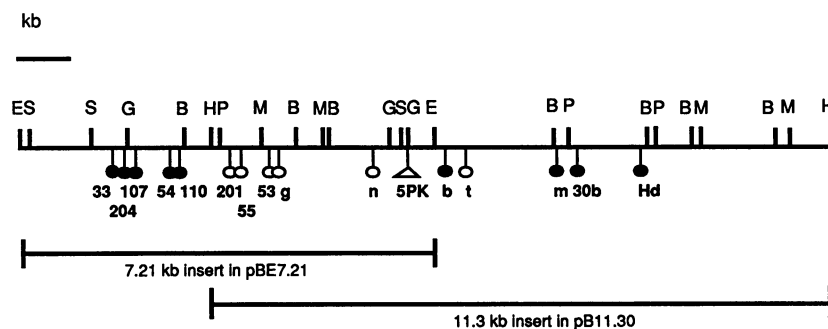 kb
ES S G B HP M B MB GSG E B P BP B M B M H
33 107 54 110 201 53 g n 5PK b t m 30b Hd
204 55
7.21 kb insert in pBE7.21
11.3 kb insert in pB11.30